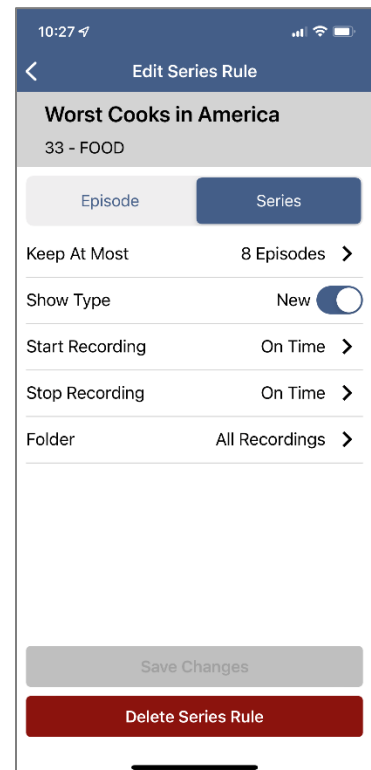 10:27
Edit Series Rule
Worst Cooks in America
33 - FOOD
Episode Series
Keep At Most 8 Episodes
Show Type New
Start Recording On Time
Stop Recording On Time
Folder All Recordings
Save Changes
Delete Series Rule